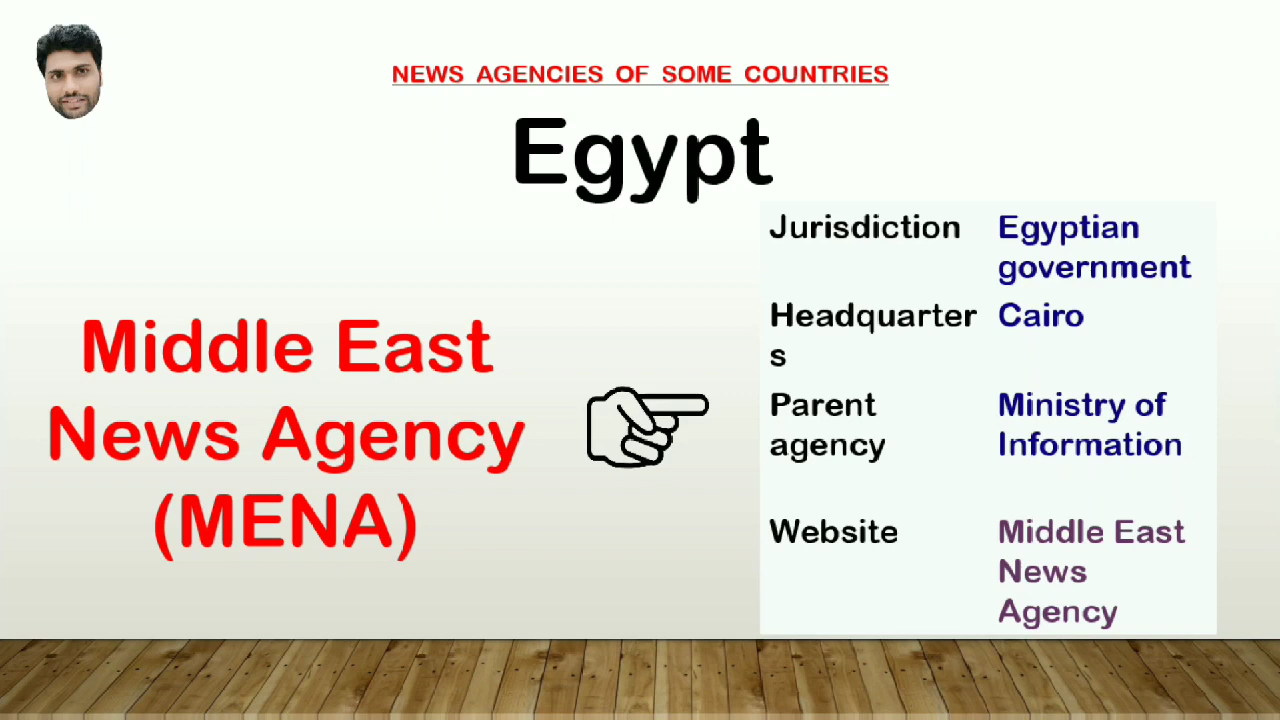 NEWS AGENCIES OF SOME COUNTRIES
Egypt
Middle East
News Agency
(MENA)
Jurisdiction Egyptian
government
Headquarter Cairo
s
Parent Ministry of
agency Information
Website Middle East
News
Agency